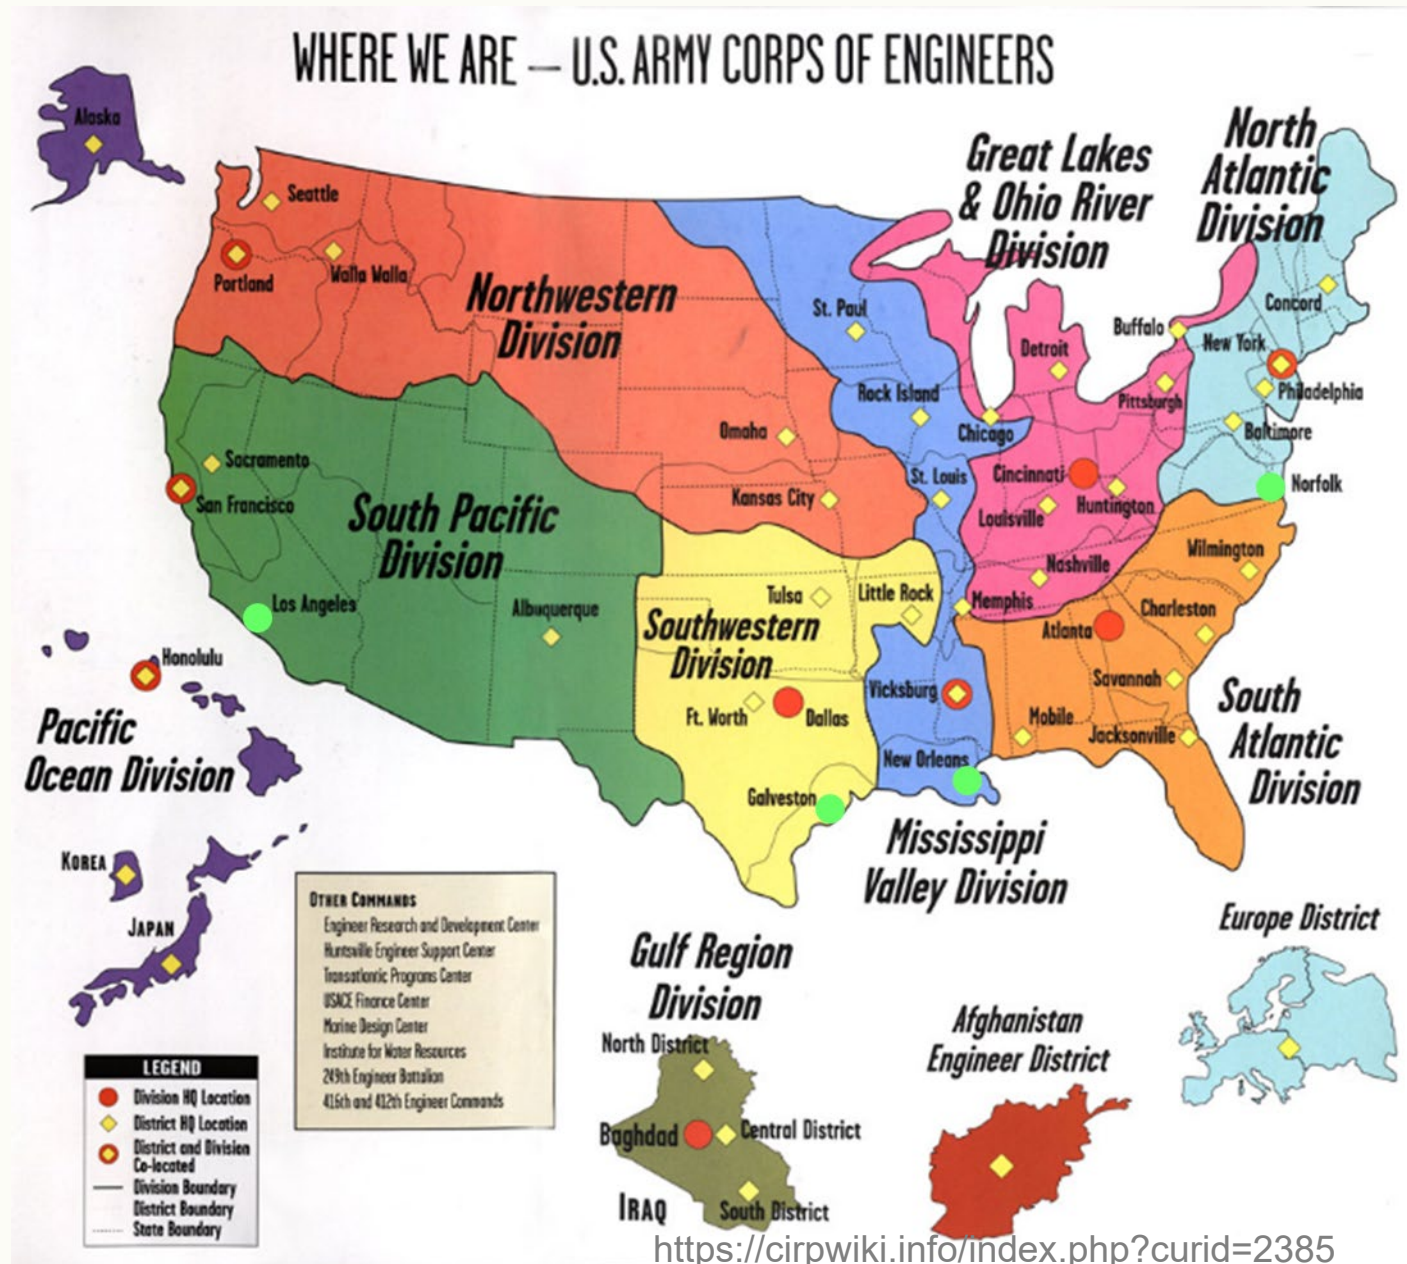 WHERE WE ARE — U.S. ARMY CORPS OF ENGINEERS
Alaska
Seattle
Portland
Walla Walla
Northwestern
Division
Great Lakes
& Ohio River
Division
North
Atlantic
Division
St. Paul
Detroit
Buffalo
Concord
New York
Rock Island
Chicago
Pittsburgh
Philadelphia
Baltimore
Omaha
Kansas City
St. Louis
Cincinnati
Louisville
Huntington
Norfolk
Sacramento
San Francisco
South Pacific
Division
Los Angeles
Albuquerque
Tulsa
Little Rock
Nashville
Memphis
Wilmington
Charleston
Atlanta
Savannah
Southwestern
Division
Ft. Worth
Dallas
Vicksburg
Mobile
Jacksonville
New Orleans
Galveston
South
Atlantic
Division
Honolulu
Pacific
Ocean Division
Mississippi
Valley Division
KOREA
JAPAN
OTHER COMMANDS
Engineer Research and Development Center
Huntsville Engineer Support Center
Transatlantic Programs Center
USACE Finance Center
Marine Design Center
Institute for Water Resources
249th Engineer Battalion
416th and 412th Engineer Commands
Gulf Region
Division
North District
Baghdad
Central District
IRAQ
South District
Afghanistan
Engineer District
Europe District
LEGEND
Division HQ Location
District HQ Location
District and Division
Co-located
Division Boundary
District Boundary
State Boundary
https://cirpwiki.info/index.php?curid=2385